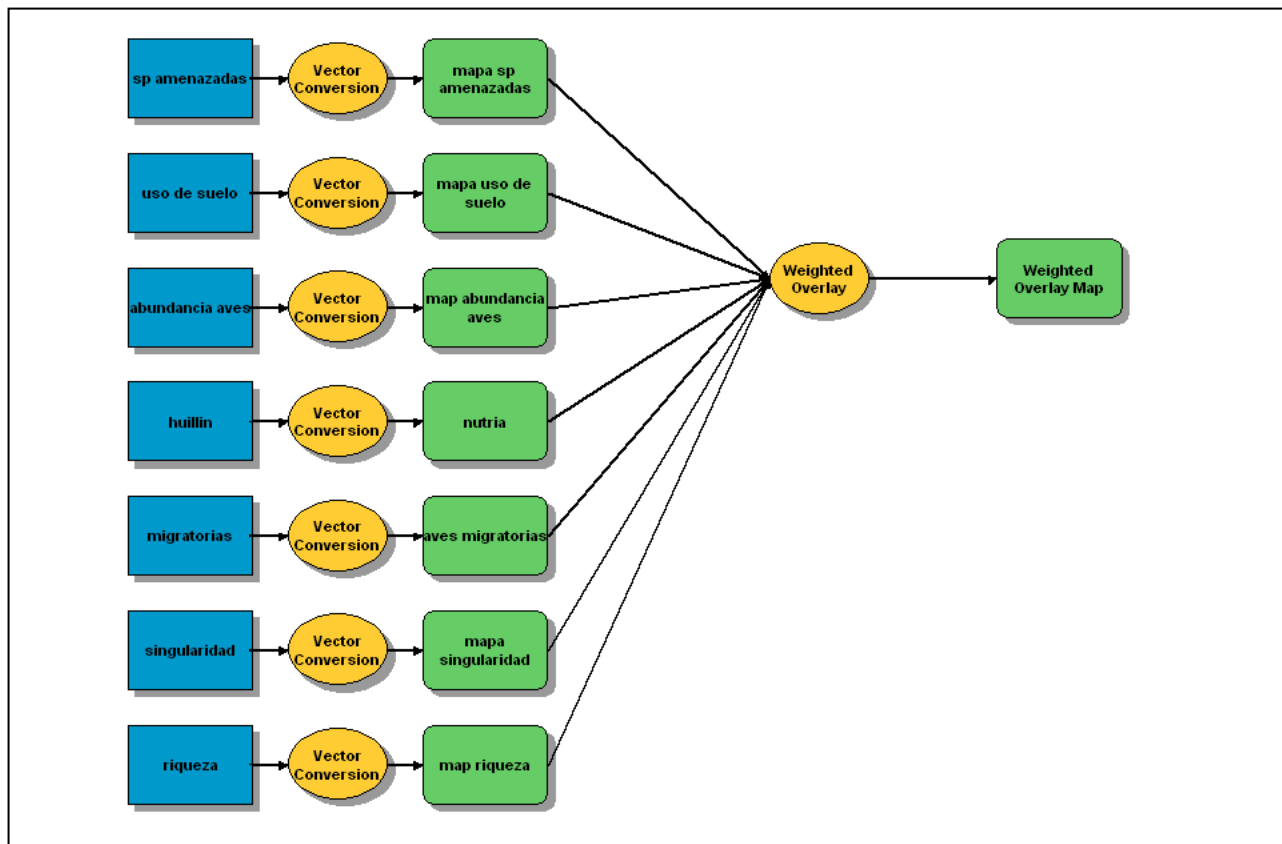 sp amenazadas
Vector
Conversion
mapa sp
amenazadas
uso de suelo
Vector
Conversion
mapa uso de
suelo
abundancia aves
Vector
Conversion
map abundancia
aves
Weighted
Overlay
Weighted
Overlay Map
huillin
Vector
Conversion
nutria
migratorias
Vector
Conversion
aves migratorias
singularidad
Vector
Conversion
mapa
singularidad
riqueza
Vector
Conversion
map riqueza